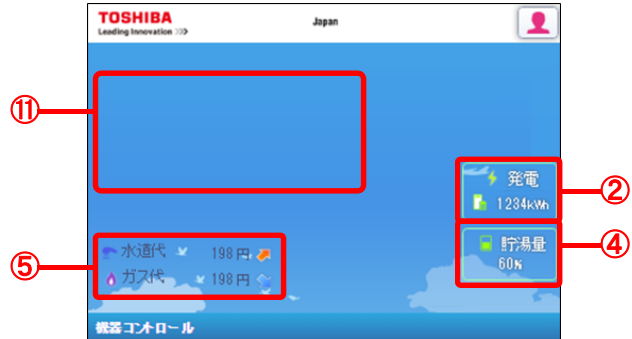 TOSHIBA
Leading Innovation >>>
Japan
⑪
発電
②
1234kWh
貯湯量
④
60%
水道代 198円
⑤
ガス代 198円
機器コントロール